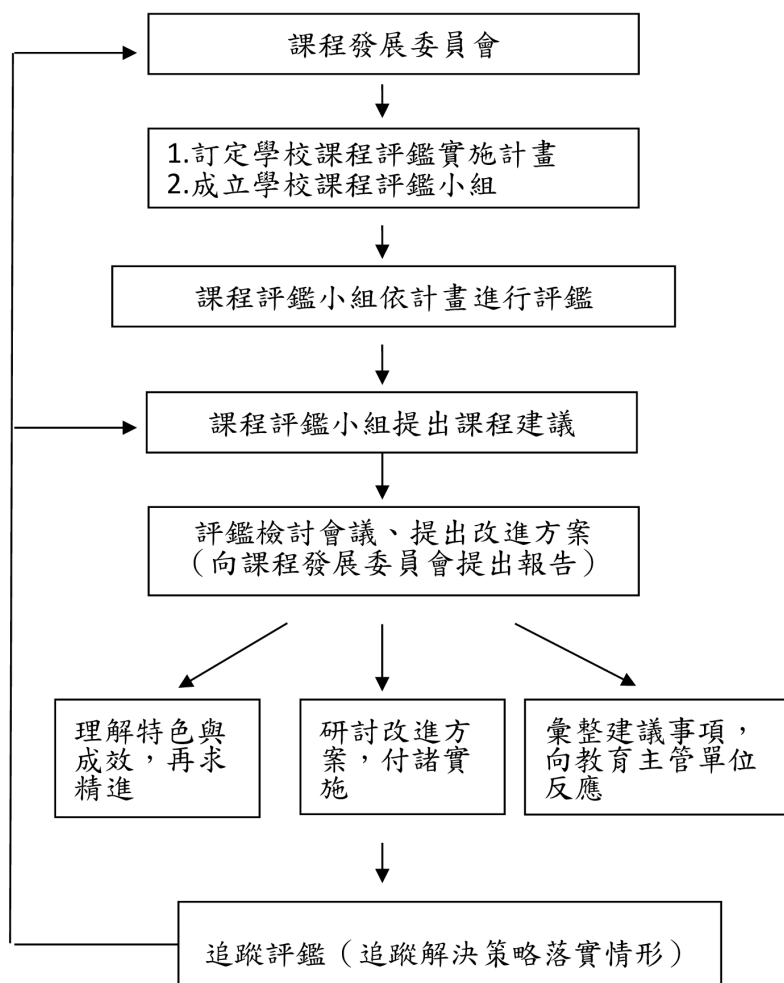 課程發展委員會
1.訂定學校課程評鑑實施計畫
2.成立學校課程評鑑小組
課程評鑑小組依計畫進行評鑑
課程評鑑小組提出課程建議
評鑑檢討會議、提出改進方案
（向課程發展委員會提出報告）
理解特色與
成效，再求
精進
研討改進方
案，付諸實
施
彙整建議事項，
向教育主管單位
反應
追蹤評鑑（追蹤解決策略落實情形）